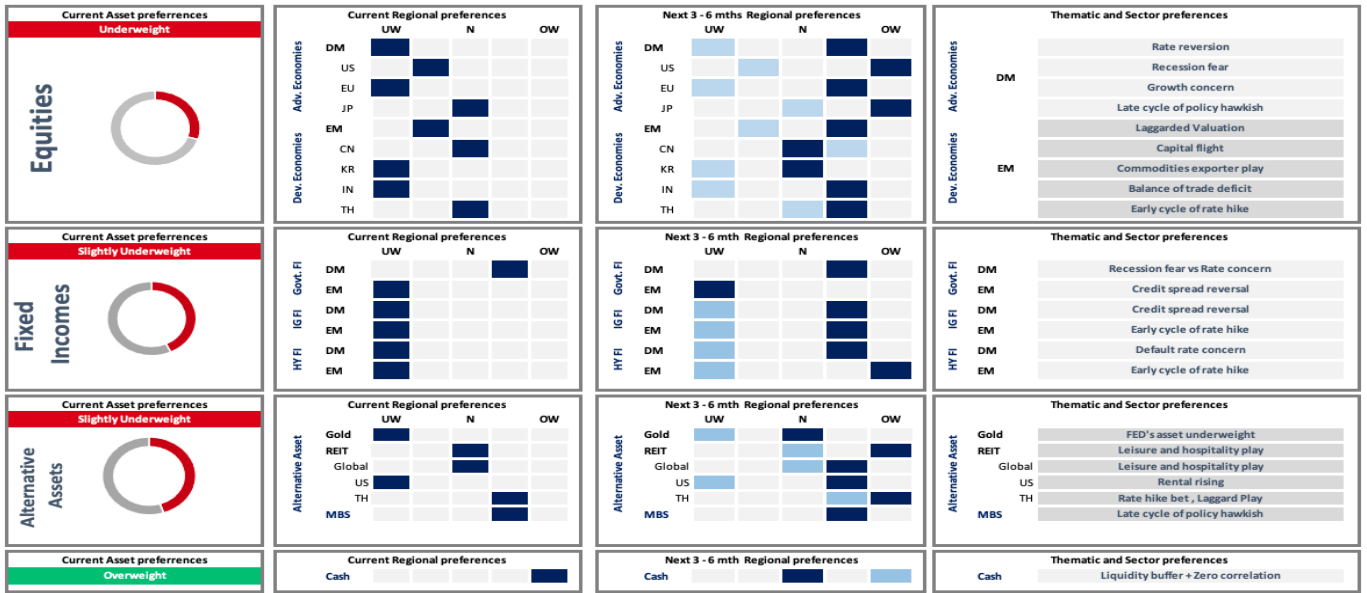 Current Asset preferrences
Underweight
Equities
Current Regional preferences
UW N OW
Adv. Economies
DM
US
EU
JP
Dev. Economies
EM
CN
KR
IN
TH
Next 3 - 6 mths Regional preferences
UW N OW
Adv. Economies
DM
US
EU
JP
Dev. Economies
EM
CN
KR
IN
TH
Thematic and Sector preferences
Adv. Economies
DM
Rate reversion
Recession fear
Growth concern
Late cycle of policy hawkish
Dev. Economies
EM
Laggarded Valuation
Capital flight
Commodities exporter play
Balance of trade deficit
Early cycle of rate hike
Current Asset preferrences
Slightly Underweight
Fixed
Incomes
Current Regional preferences
UW N OW
Govt. FI
DM
EM
IG FI
DM
EM
HY FI
DM
EM
Next 3 - 6 mth Regional preferences
UW N OW
Govt. FI
DM
EM
IG FI
DM
EM
HY FI
DM
EM
Thematic and Sector preferences
Govt. FI
DM Recession fear vs Rate concern
EM Credit spread reversal
IG FI
DM Credit spread reversal
EM Early cycle of rate hike
HY FI
DM Default rate concern
EM Early cycle of rate hike
Current Asset preferrences
Slightly Underweight
Alternative
Assets
Current Regional preferences
UW N OW
Alternative Asset
Gold
REIT
Global
US
TH
MBS
Next 3 - 6 mth Regional preferences
UW N OW
Alternative Asset
Gold
REIT
Global
US
TH
MBS
Thematic and Sector preferences
Alternative Asset
Gold FED's asset underweight
REIT Leisure and hospitality play
Global Leisure and hospitality play
US Rental rising
TH Rate hike bet , Laggard Play
MBS Late cycle of policy hawkish
Current Asset preferrences
Overweight
Current Regional preferences
Cash
Next 3 - 6 mth Regional preferences
Cash
Thematic and Sector preferences
Cash Liquidity buffer + Zero correlation